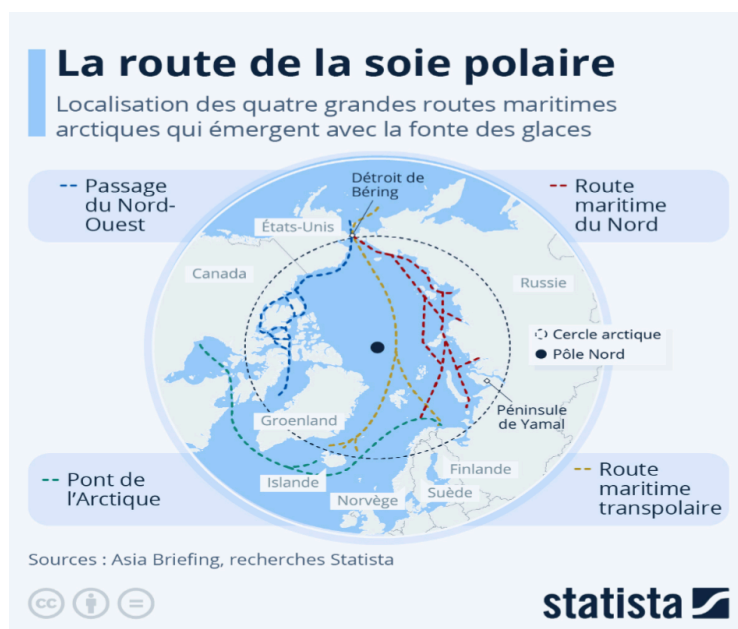 La route de la soie polaire
Localisation des quatre grandes routes maritimes
arctiques qui émergent avec la fonte des glaces
Passage
du Nord-
Ouest
Détroit de
Béring
Route
maritime
du Nord
États-Unis
Canada
Russie
Cercle arctique
Pôle Nord
Péninsule
de Yamal
Groenland
Islande
Norvège
Suède
Finlande
Pont de
l'Arctique
Route
maritime
transpolaire
Sources : Asia Briefing, recherches Statista
cc
statista